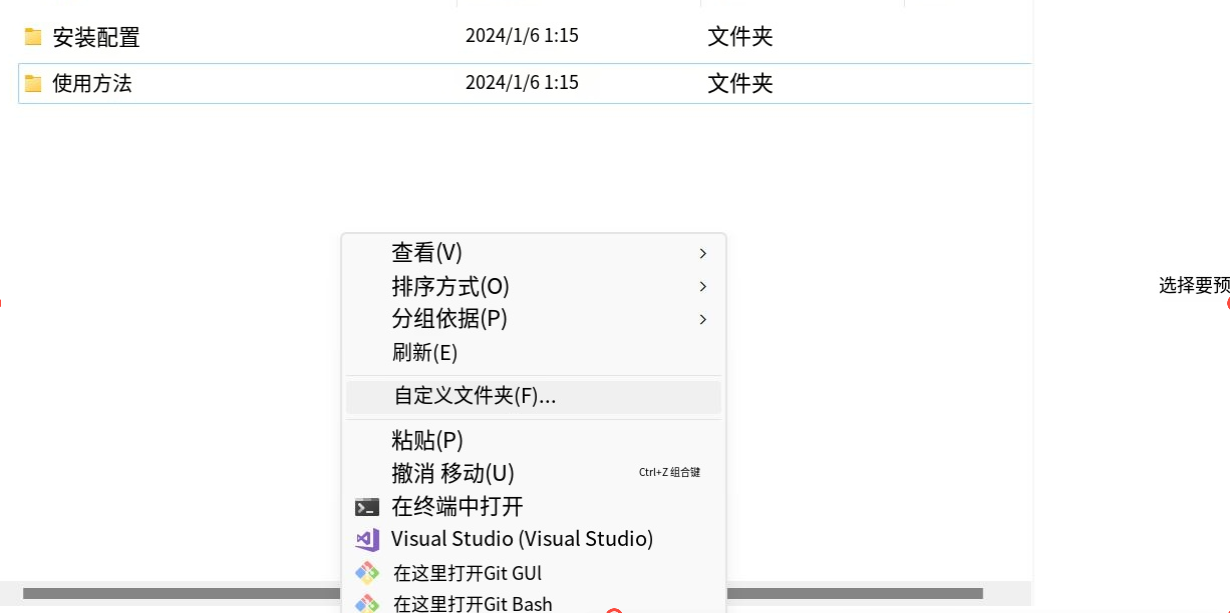 安装配置 2024/1/6 1:15 文件夹
使用方法 2024/1/6 1:15 文件夹
查看(V)
排序方式(O)
选择要预
分组依据(P)
刷新(E)
自定义文件夹(F)...
粘贴(P)
撤消 移动(U) Ctrl+Z 组合键
在终端中打开
Visual Studio (Visual Studio)
在这里打开Git GUI
在这里打开Git Bash